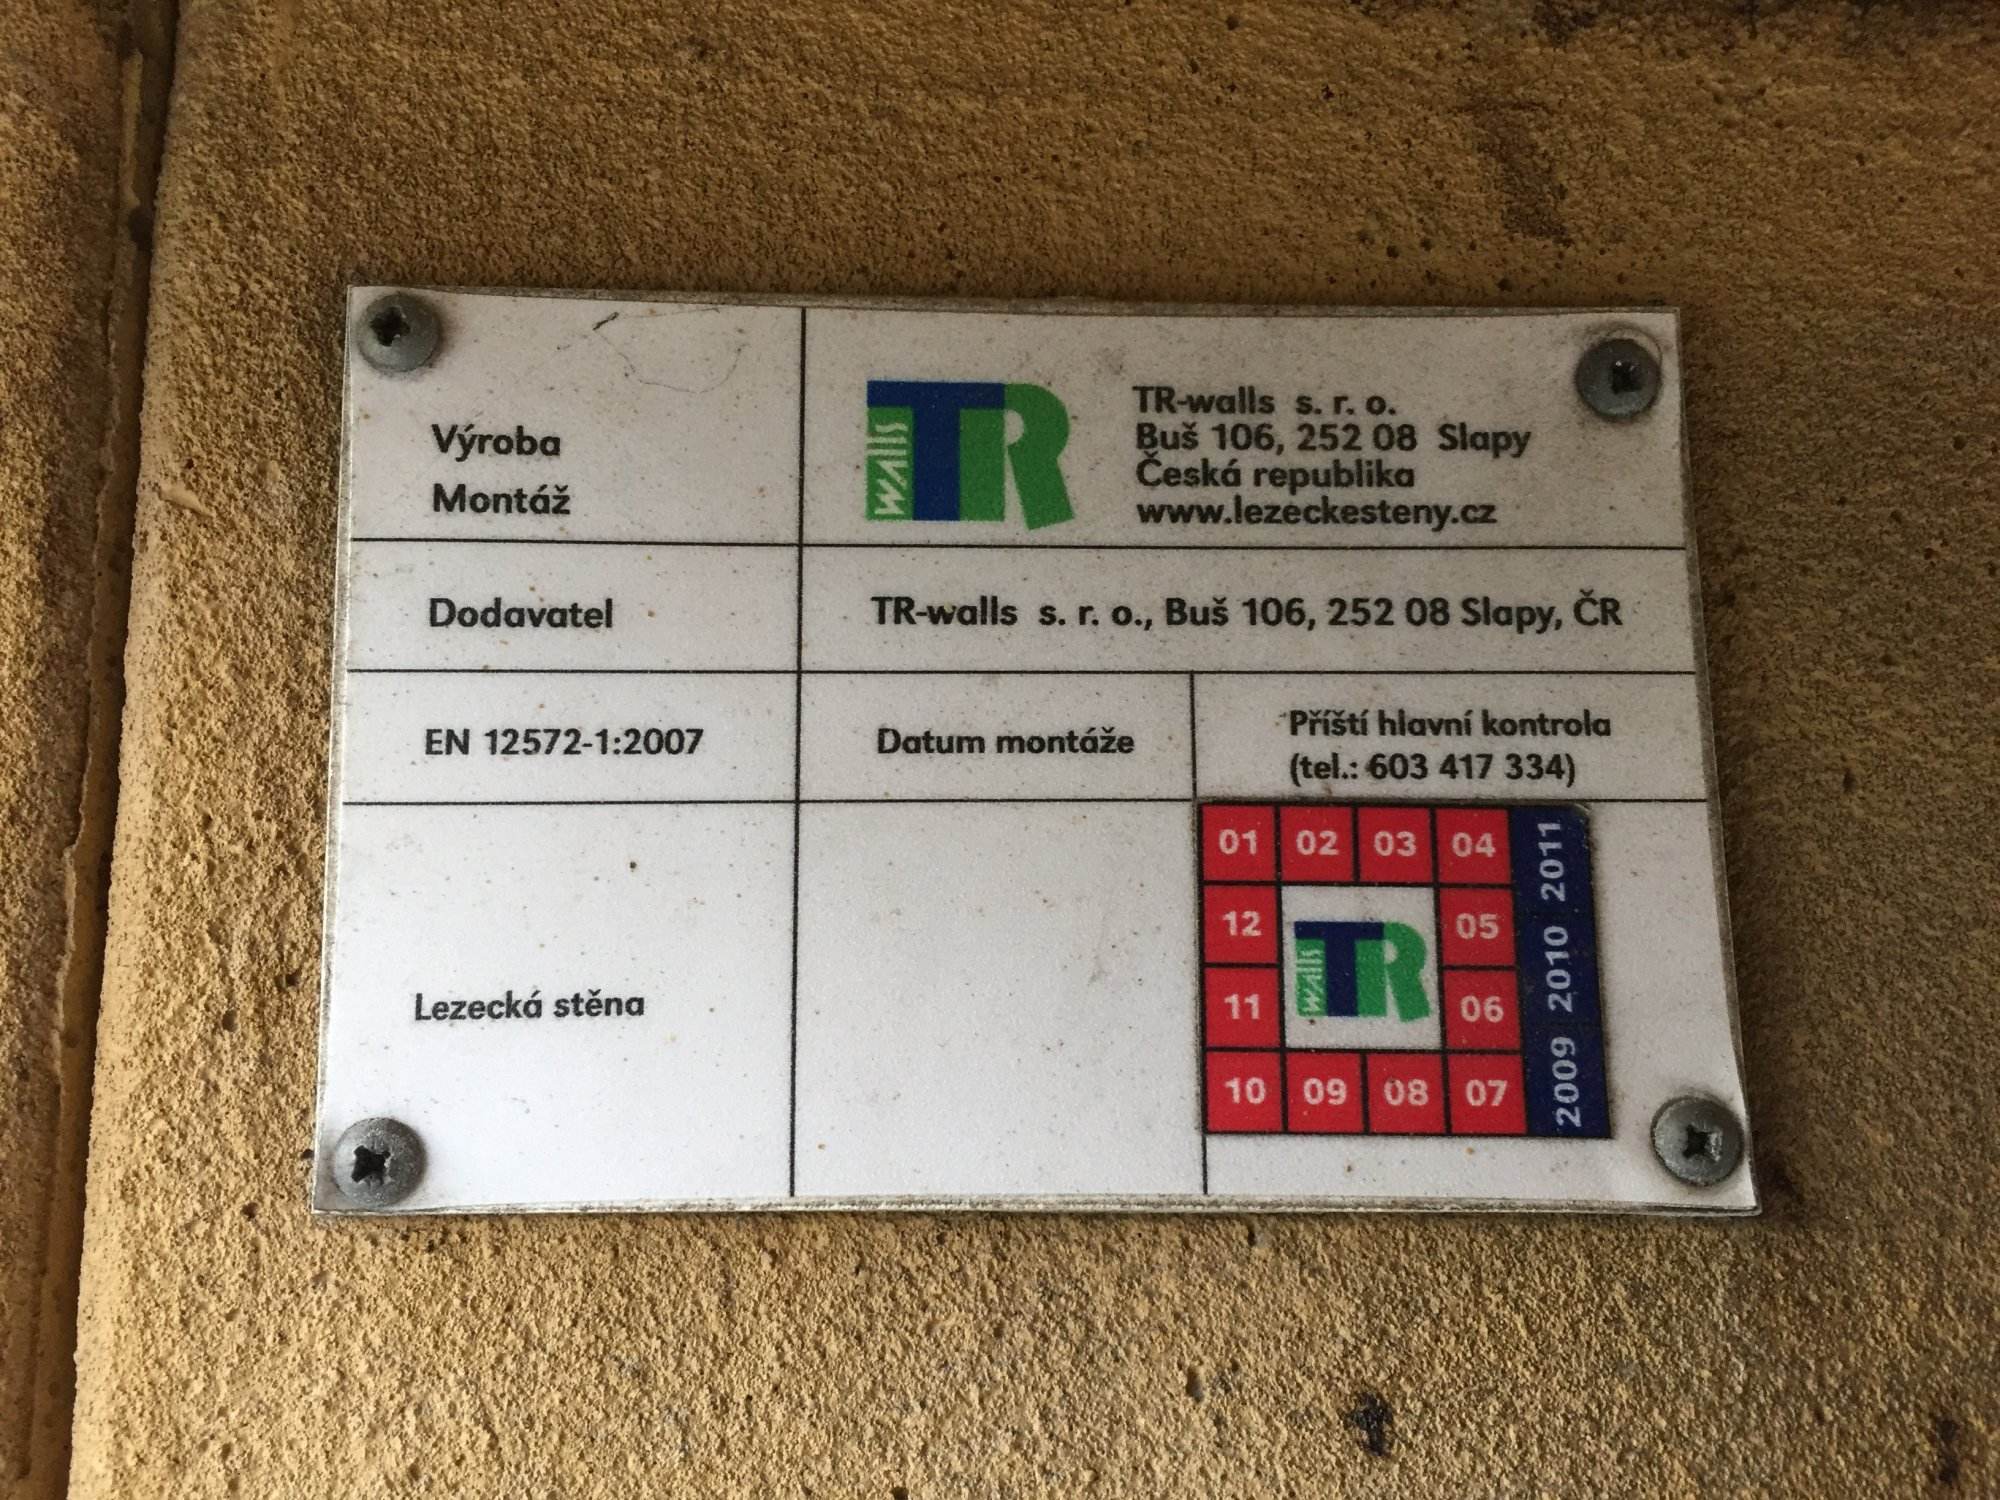 Výroba
Montáž
WAllS TR
TR-walls s. r. o.
Buš 106, 252 08 Slapy
Česká republika
www.lezeckesteny.cz
Dodavatel
TR-walls s. r. o., Buš 106, 252 08 Slapy, ČR
EN 12572-1:2007
Datum montáže
Příští hlavní kontrola
(tel.: 603 417 334)
Lezecká stěna
01 02 03 04
12 05
WAllS TR
11 06
10 09 08 07
2009 2010 2011